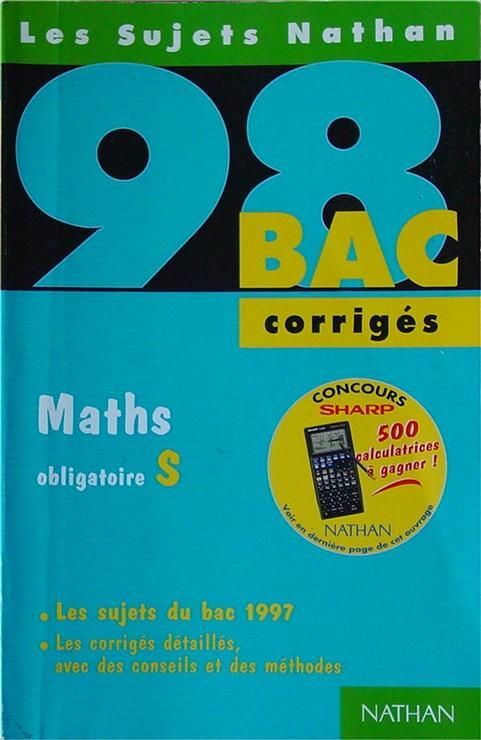 Les Sujets Nathan
98
BAC
corrigés
Maths
obligatoire S
CONCOURS
SHARP
500
calculatrices
à gagner !
NATHAN
Voir en dernière page de cet ouvrage
• Les sujets du bac 1997
• Les corrigés détaillés,
avec des conseils et des méthodes
NATHAN